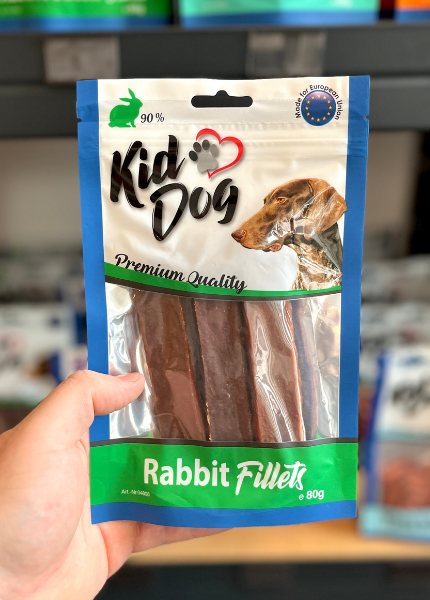 90%
Made for European Union
Kid
Dog
Premium Quality
Rabbit Fillets
e 80g